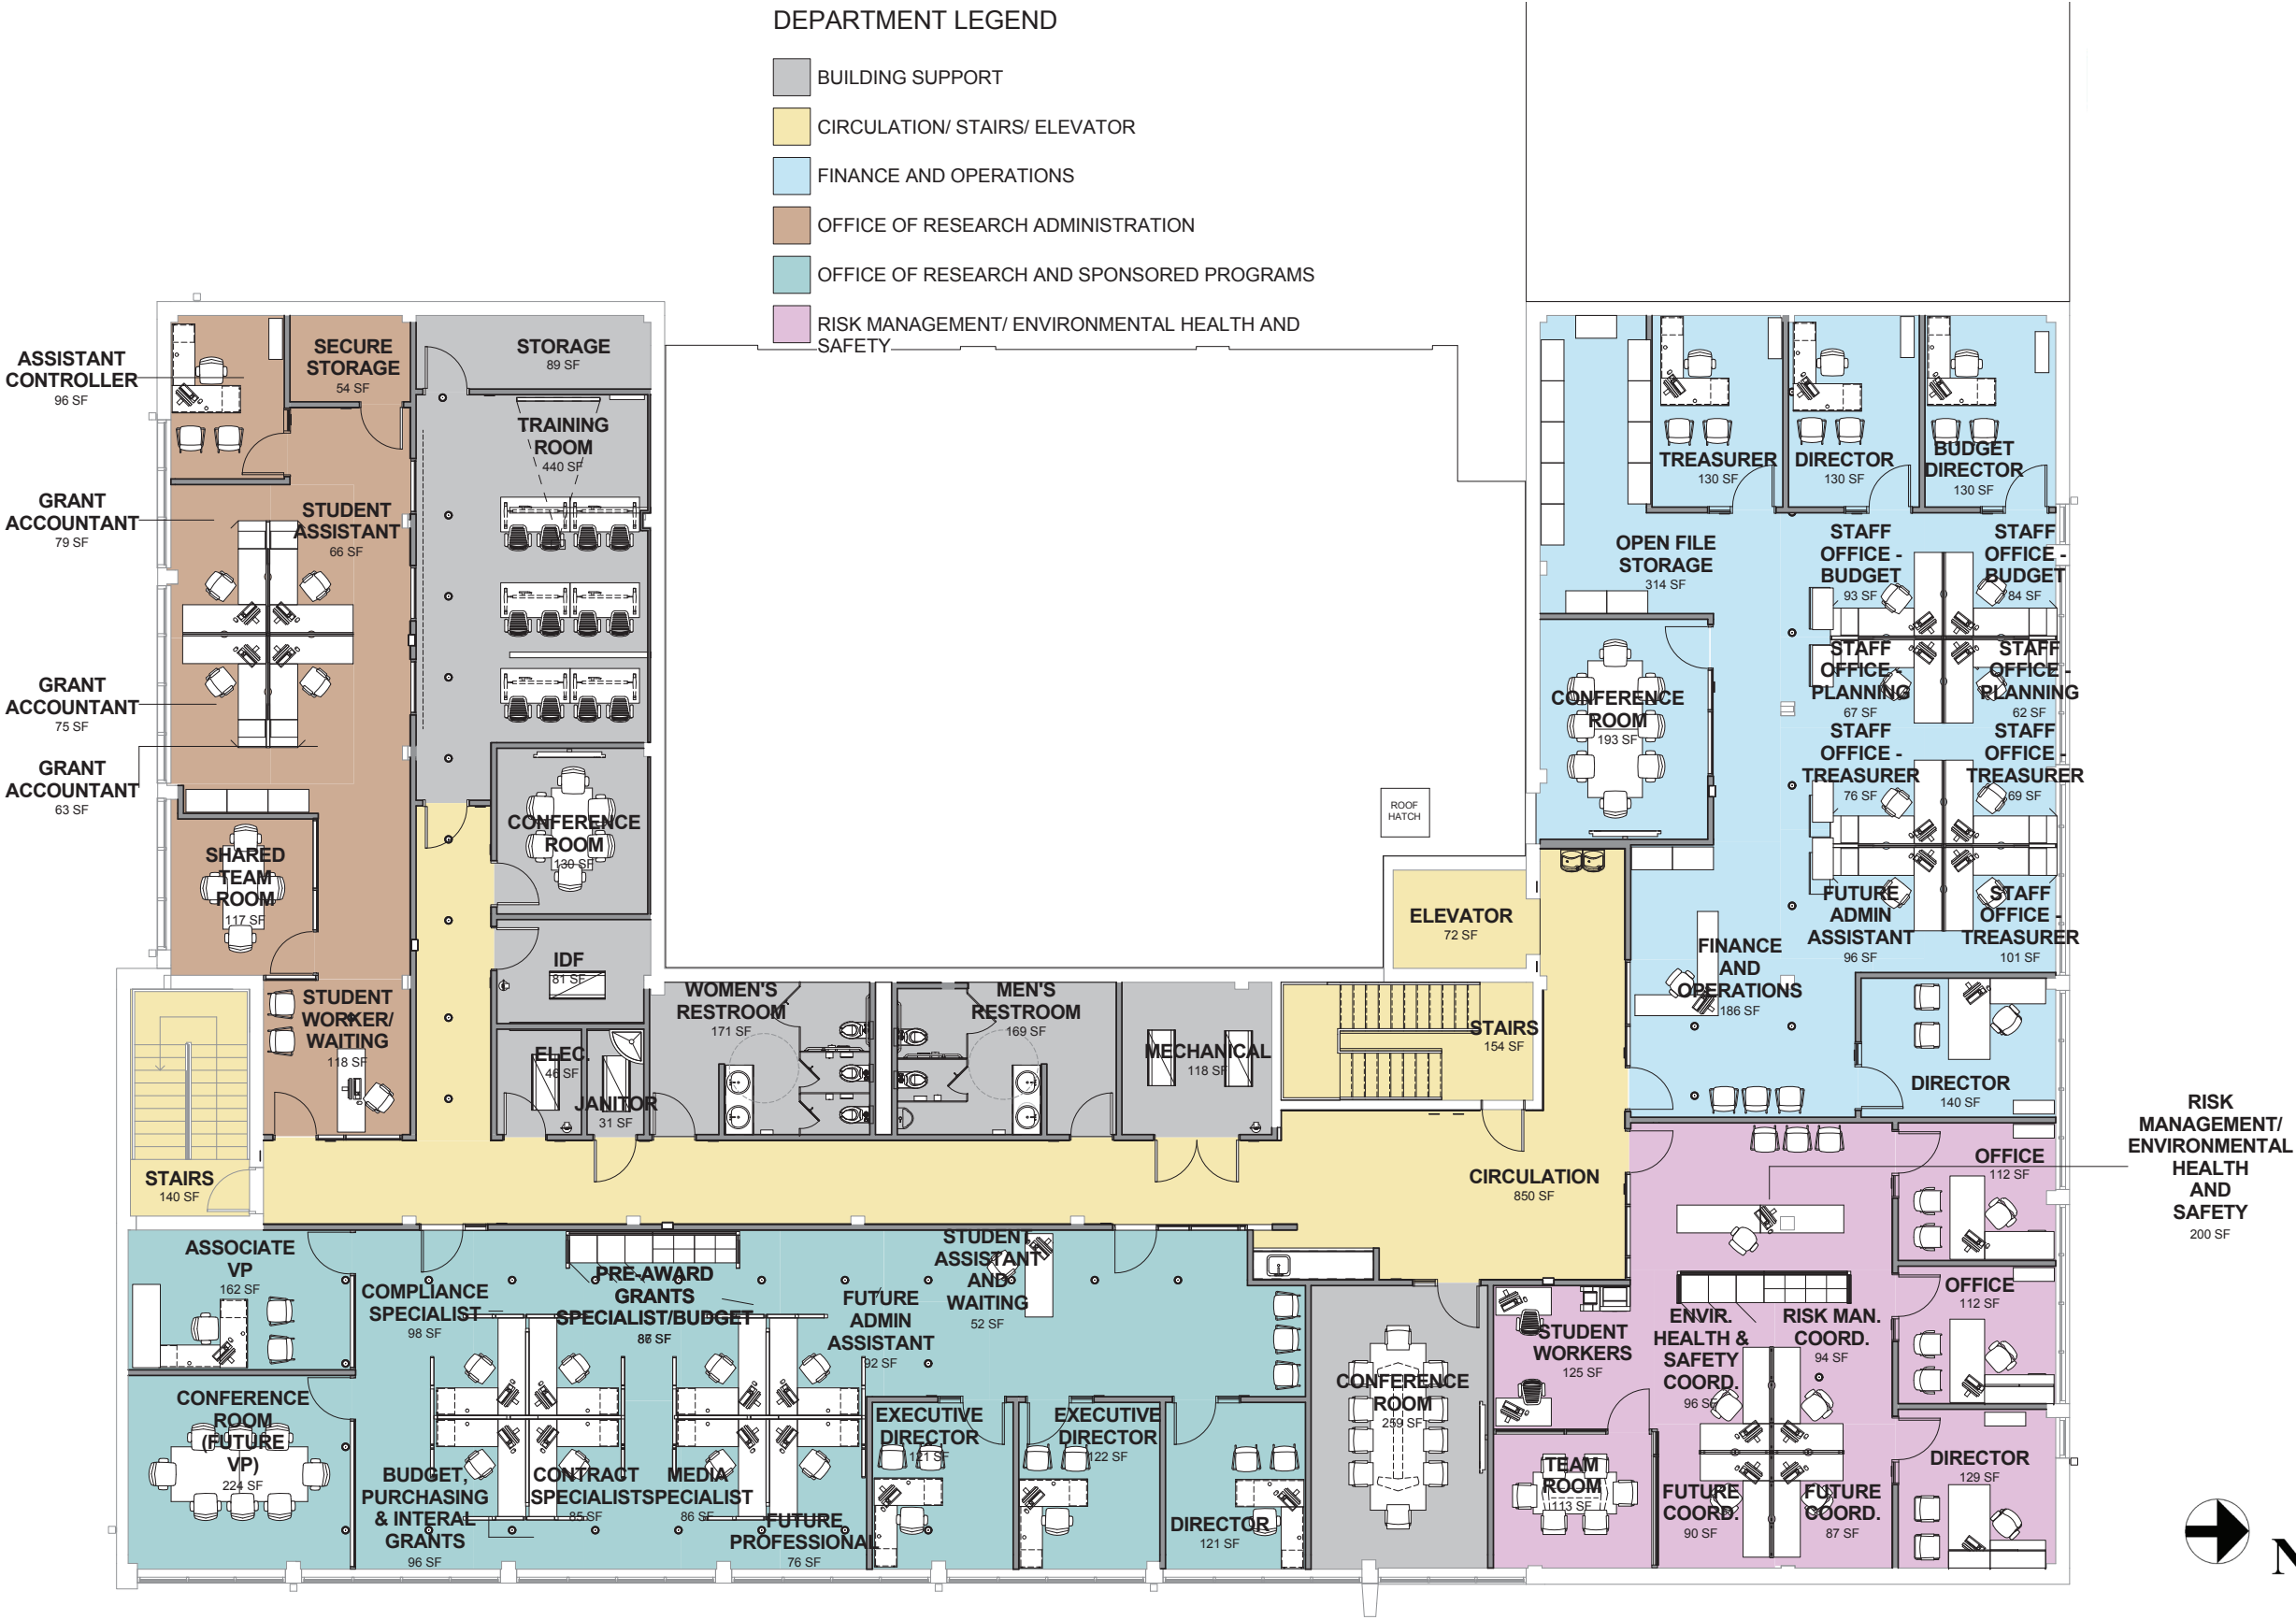 DEPARTMENT LEGEND
BUILDING SUPPORT
CIRCULATION/ STAIRS/ ELEVATOR
FINANCE AND OPERATIONS
OFFICE OF RESEARCH ADMINISTRATION
OFFICE OF RESEARCH AND SPONSORED PROGRAMS
RISK MANAGEMENT/ ENVIRONMENTAL HEALTH AND
SAFETY
ASSISTANT
CONTROLLER
96 SF
SECURE
STORAGE
54 SF
STORAGE
89 SF
TRAINING
ROOM
440 SF
GRANT
ACCOUNTANT
79 SF
STUDENT
ASSISTANT
66 SF
GRANT
ACCOUNTANT
75 SF
GRANT
ACCOUNTANT
63 SF
SHARED
TEAM
ROOM
117 SF
CONFERENCE
ROOM
130 SF
IDF
81 SF
STUDENT
WORKER/
WAITING
118 SF
ELEC.
46 SF
JANITOR
31 SF
WOMEN'S
RESTROOM
171 SF
MEN'S
RESTROOM
169 SF
MECHANICAL
118 SF
STAIRS
154 SF
ELEVATOR
72 SF
ROOF
HATCH
STAIRS
140 SF
CIRCULATION
850 SF
TREASURER
130 SF
DIRECTOR
130 SF
BUDGET
DIRECTOR
130 SF
OPEN FILE
STORAGE
314 SF
STAFF
OFFICE -
BUDGET
93 SF
STAFF
OFFICE -
BUDGET
84 SF
CONFERENCE
ROOM
193 SF
STAFF
OFFICE -
PLANNING
67 SF
STAFF
OFFICE -
PLANNING
62 SF
STAFF
OFFICE -
TREASURER
76 SF
STAFF
OFFICE -
TREASURER
69 SF
FUTURE
ADMIN
ASSISTANT
96 SF
STAFF
OFFICE -
TREASURER
101 SF
FINANCE
AND
OPERATIONS
186 SF
DIRECTOR
140 SF
RISK
MANAGEMENT/
ENVIRONMENTAL
HEALTH
AND
SAFETY
200 SF
OFFICE
112 SF
OFFICE
112 SF
DIRECTOR
129 SF
STUDENT
WORKERS
125 SF
ENVIR.
HEALTH &
SAFETY
COORD.
96 SF
RISK MAN.
COORD.
94 SF
TEAM
ROOM
113 SF
FUTURE
COORD.
90 SF
FUTURE
COORD.
87 SF
CONFERENCE
ROOM
259 SF
ASSOCIATE
VP
162 SF
COMPLIANCE
SPECIALIST
98 SF
PRE-AWARD
GRANTS
SPECIALIST/BUDGET
FUTURE
ADMIN
ASSISTANT
92 SF
STUDENT
ASSISTANT
AND
WAITING
52 SF
CONFERENCE
ROOM
(FUTURE
VP)
224 SF
BUDGET,
PURCHASING
& INTERAL
GRANTS
96 SF
CONTRACT
SPECIALIST
85 SF
MEDIA
SPECIALIST
86 SF
FUTURE
PROFESSIONAL
76 SF
EXECUTIVE
DIRECTOR
121 SF
EXECUTIVE
DIRECTOR
122 SF
DIRECTOR
121 SF
N